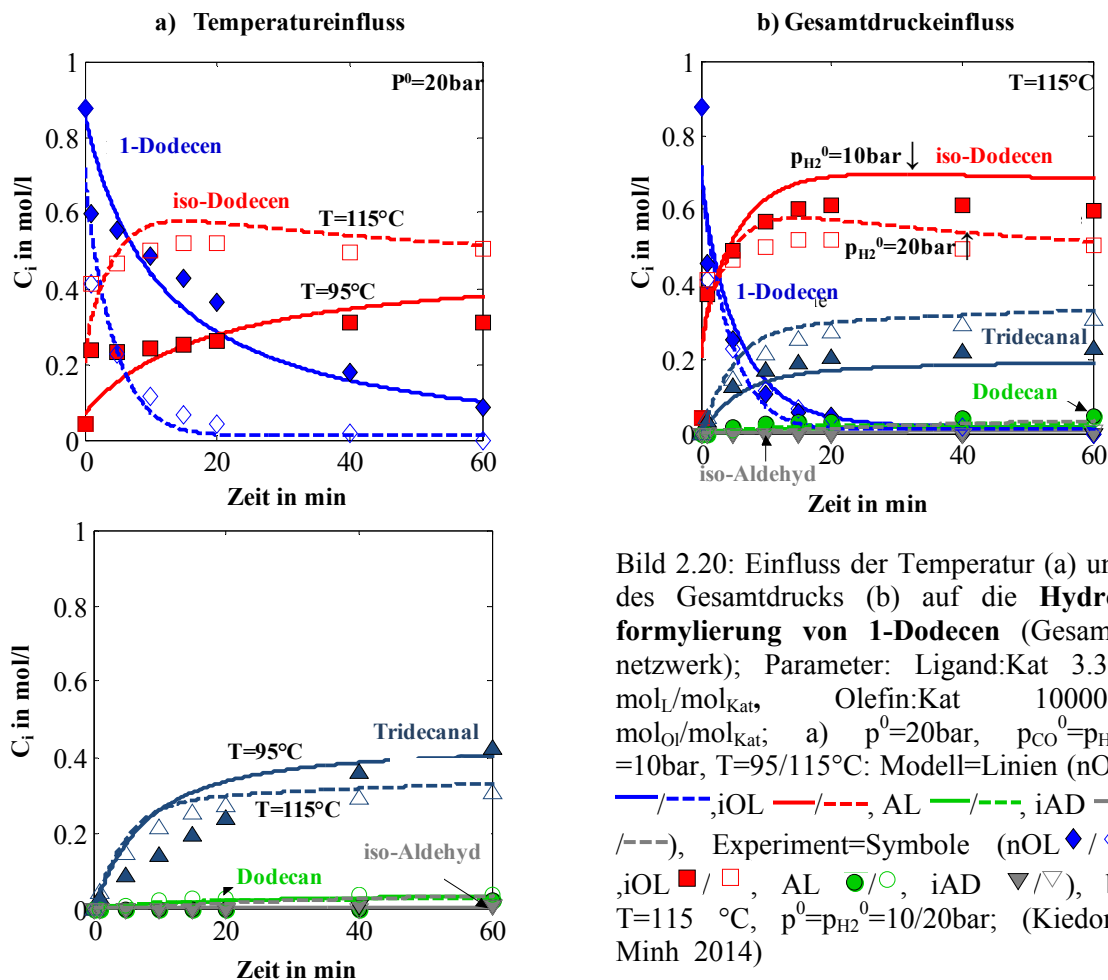 a) Temperatureinfluss
1
P⁰=20bar
0.8
1-Dodecen
0.6
iso-Dodecen
T=115°C
0.4
T=95°C
0.2
0
0 20 40 60
Zeit in min
C_i in mol/l
b) Gesamtdruckeinfluss
1
T=115°C
0.8
p_H2⁰=10bar ↓ iso-Dodecen
0.6
p_H2⁰=20bar ↑
0.4
1-Dodecen
Tridecanal
0.2
Dodecan
0
iso-Aldehyd
0 20 40 60
Zeit in min
C_i in mol/l
1
0.8
0.6
Tridecanal
0.4
T=95°C
T=115°C
0.2
iso-Aldehyd
Dodecan
0
0 20 40 60
Zeit in min
C_i in mol/l
Bild 2.20: Einfluss der Temperatur (a) un
des Gesamtdrucks (b) auf die Hydro
formylierung von 1-Dodecen (Gesam
netzwerk); Parameter: Ligand:Kat 3.3
mol_L/mol_Kat, Olefin:Kat 10000
mol_Ol/mol_Kat; a) p⁰=20bar, p_CO⁰=p_H
=10bar, T=95/115°C: Modell=Linien (nOL
/ ,iOL / , AL / , iAD
/ ), Experiment=Symbole (nOL ◆/◇
,iOL ■/□, AL ●/○, iAD ▼/▽),
T=115 °C, p⁰=p_H2⁰=10/20bar; (Kiedor
Minh 2014)